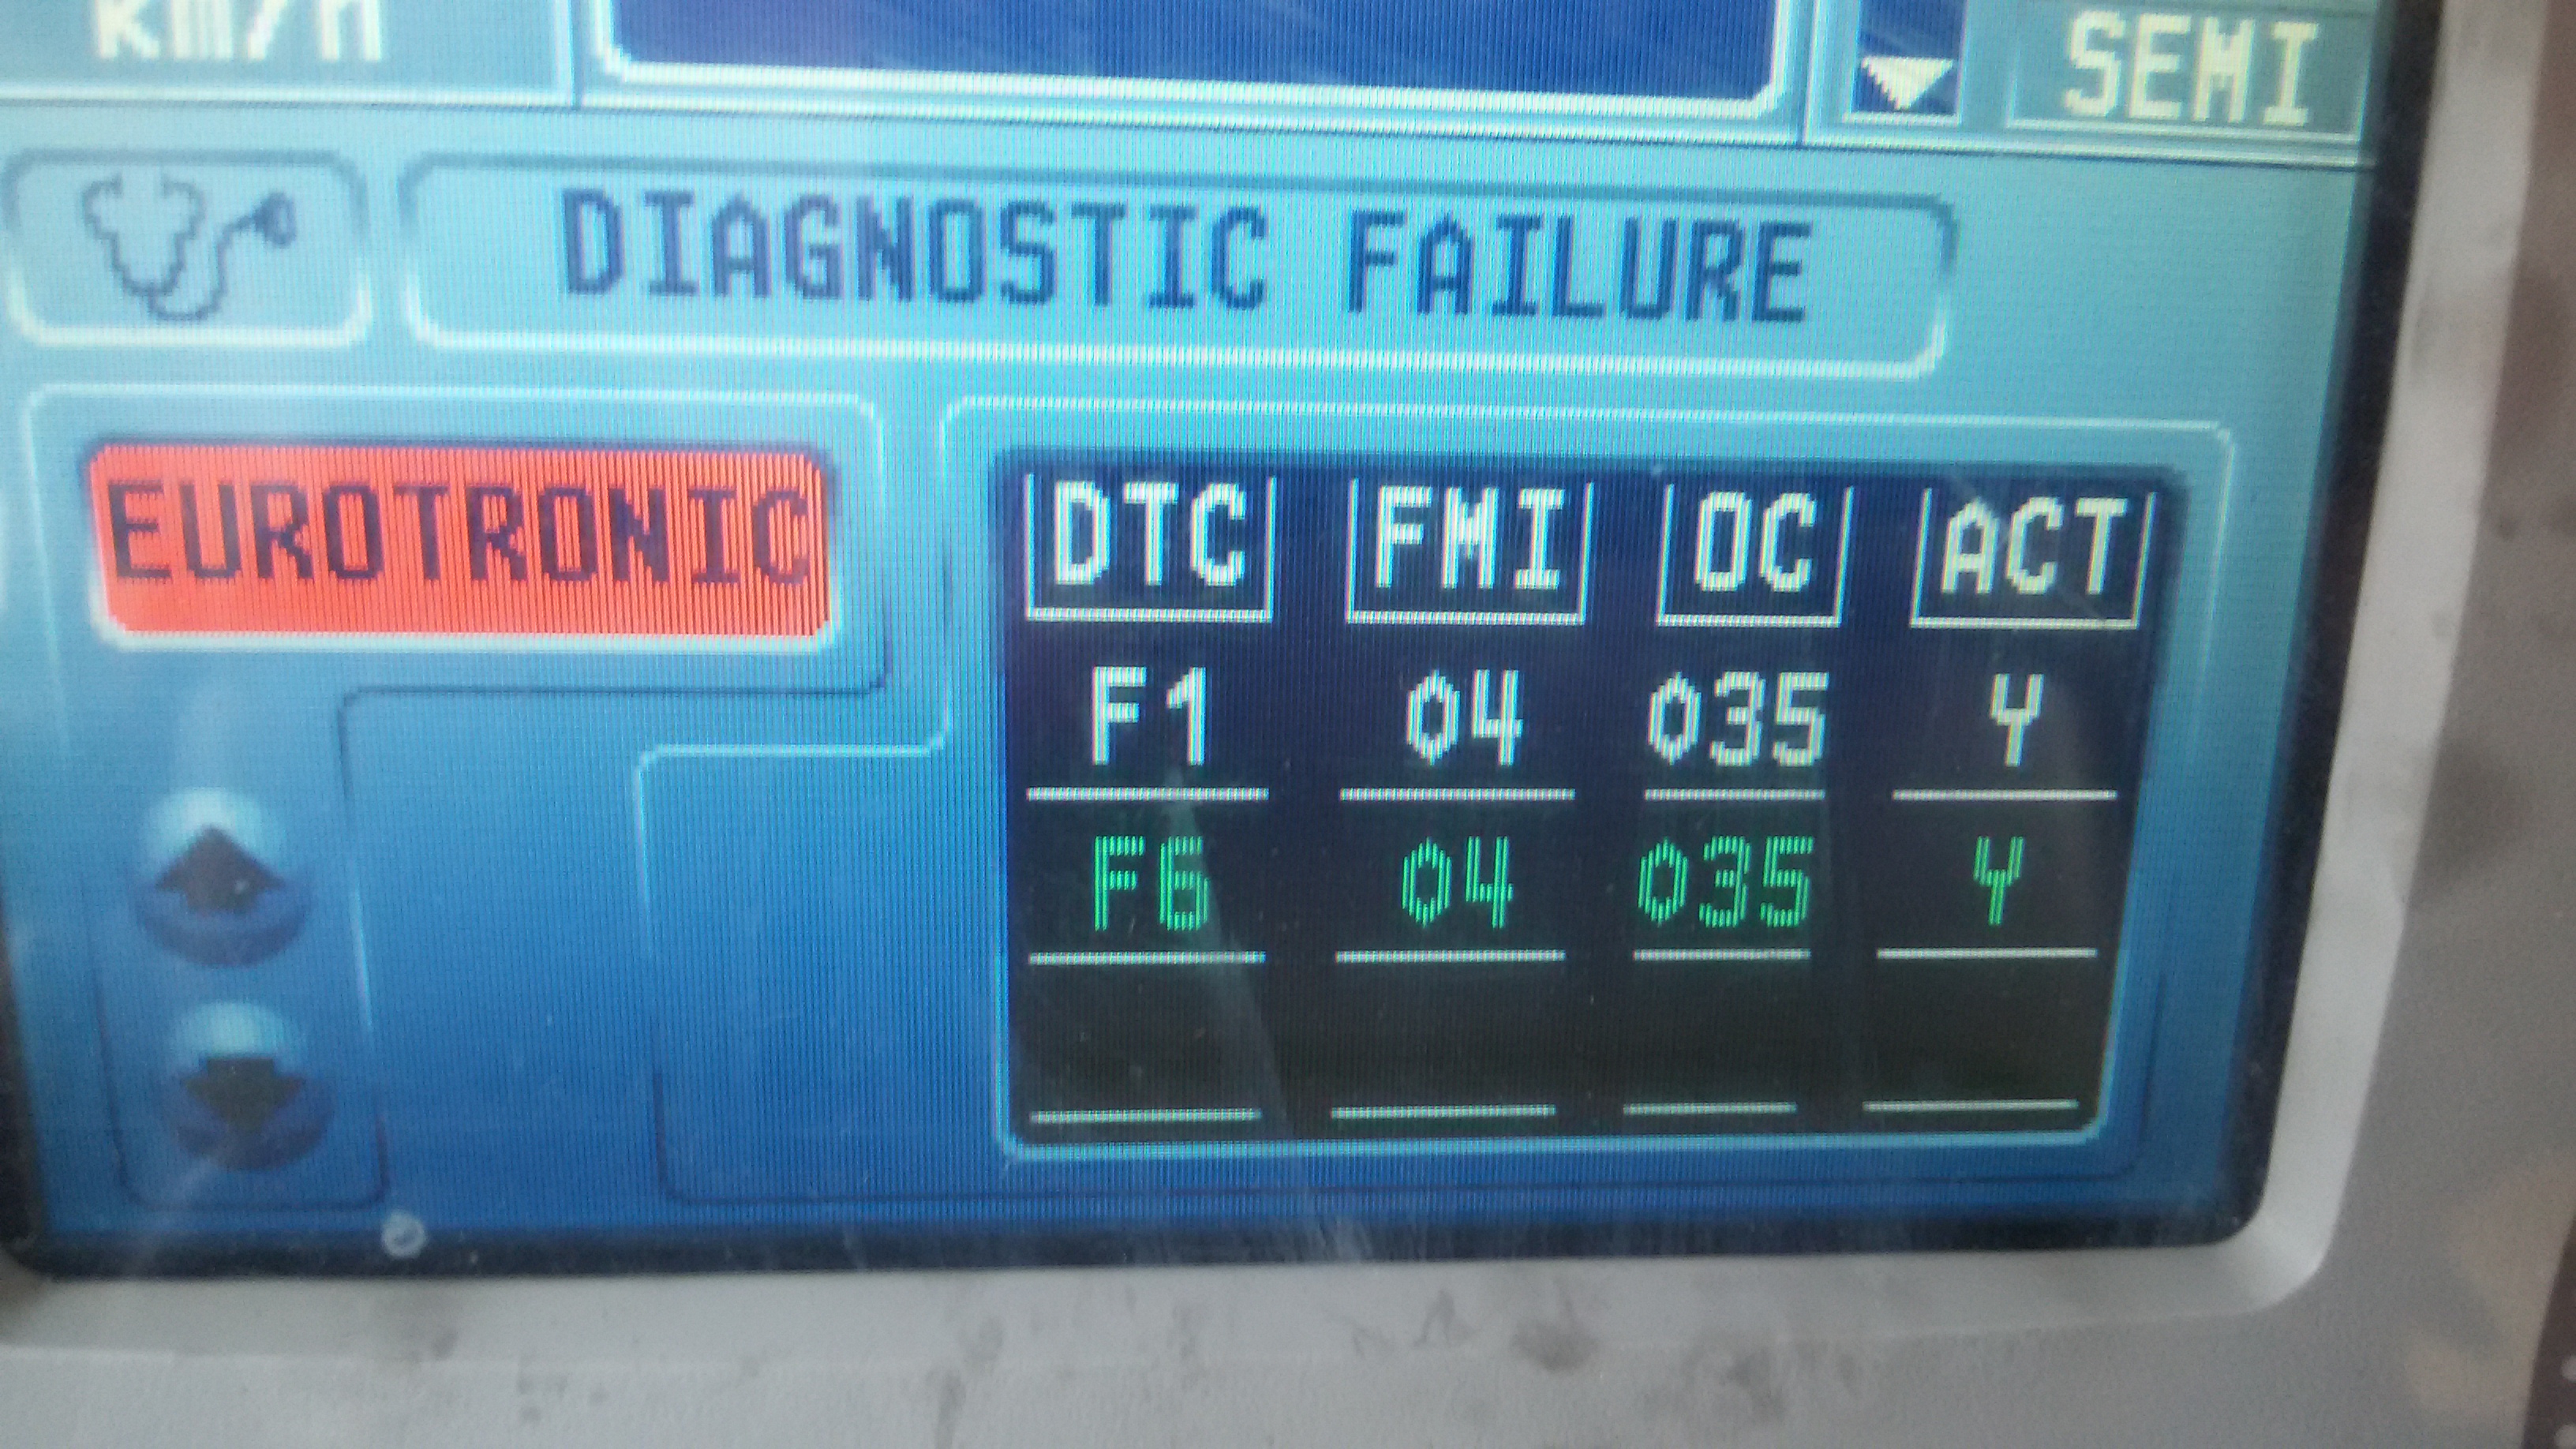 km/h
SEMI
DIAGNOSTIC FAILURE
EUROTRONIC
DTC FMI OC ACT
F1 04 035 Y
F6 04 035 Y